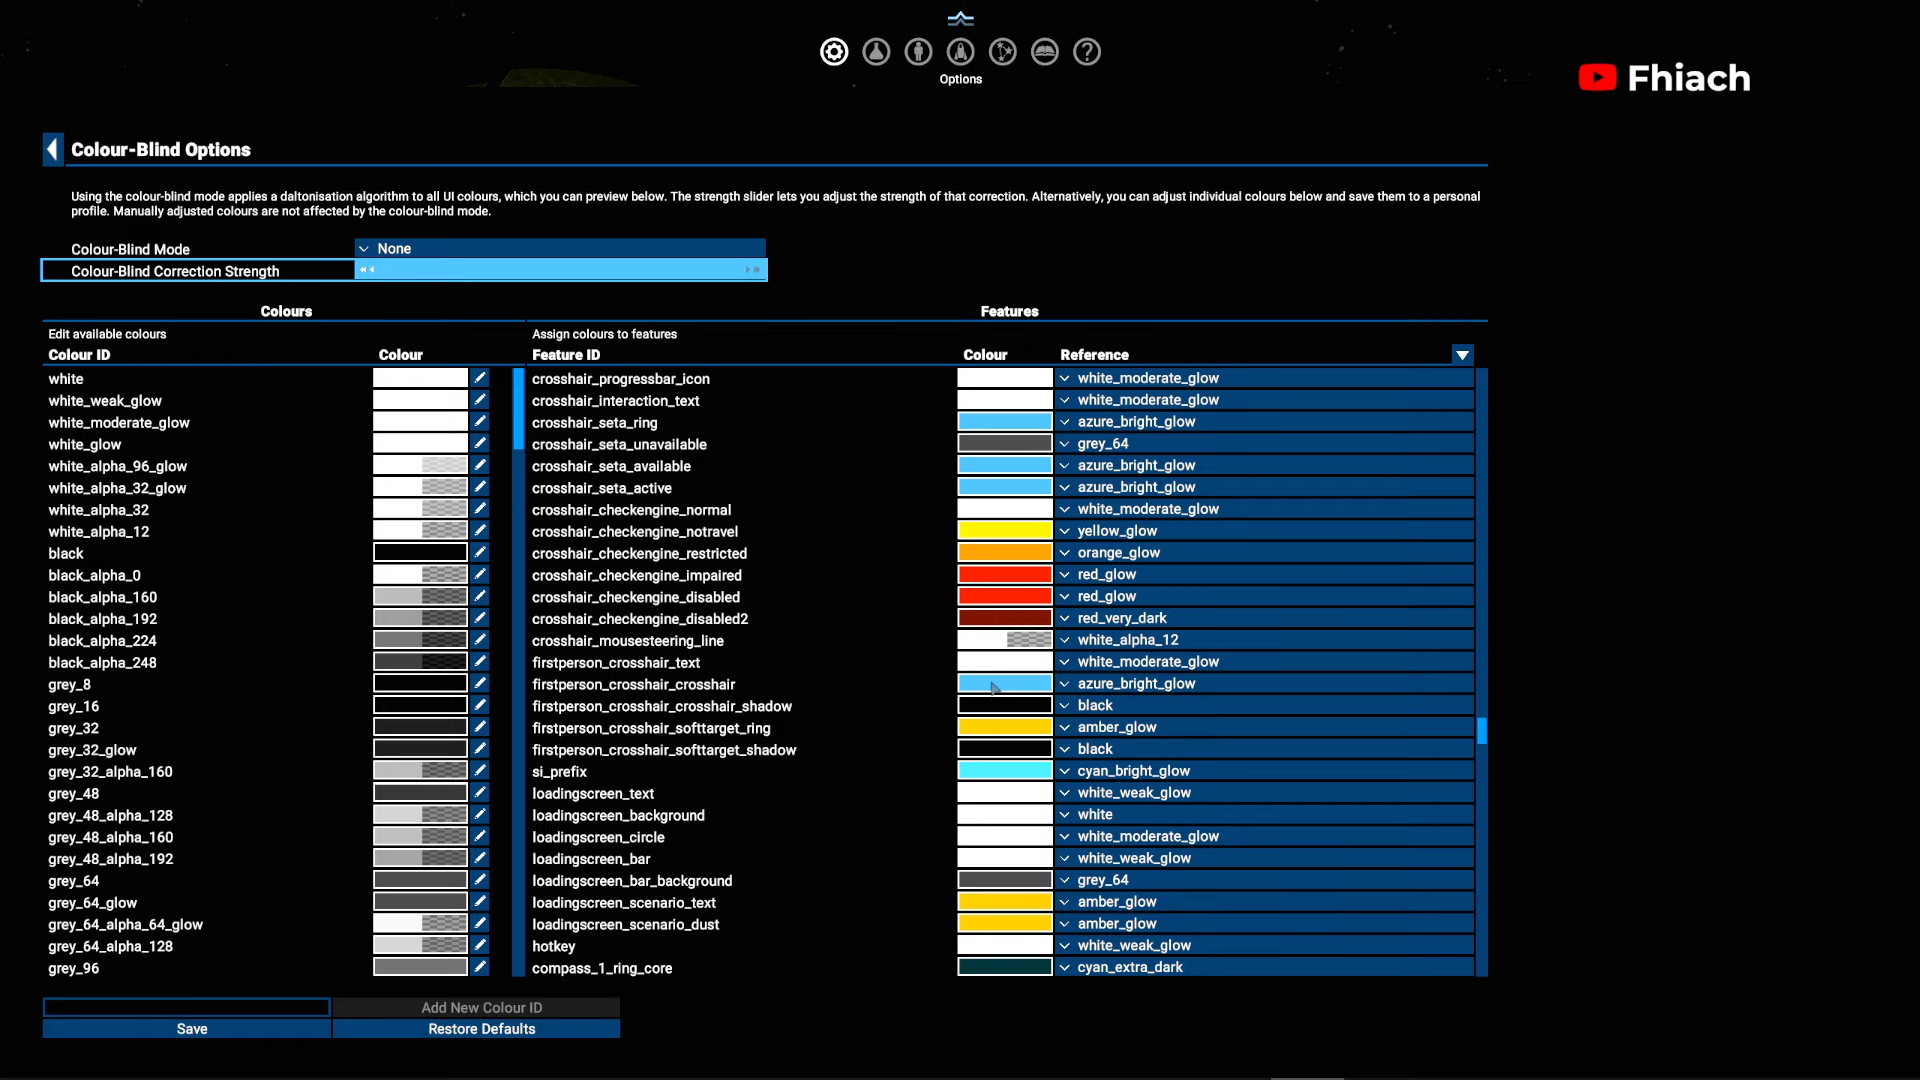 Options
Fhiach
Colour-Blind Options
Using the colour-blind mode applies a daltonisation algorithm to all UI colours, which you can preview below. The strength slider lets you adjust the strength of that correction. Alternatively, you can adjust individual colours below and save them to a personal
profile. Manually adjusted colours are not affected by the colour-blind mode.
Colour-Blind Mode None
Colour-Blind Correction Strength
Colours Features
Edit available colours Assign colours to features
Colour ID Colour Feature ID Colour Reference
white crosshair_progressbar_icon white_moderate_glow
white_weak_glow crosshair_interaction_text white_moderate_glow
white_moderate_glow crosshair_seta_ring azure_bright_glow
white_glow crosshair_seta_unavailable grey_64
white_alpha_96_glow crosshair_seta_available azure_bright_glow
white_alpha_32_glow crosshair_seta_active azure_bright_glow
white_alpha_32 crosshair_checkengine_normal white_moderate_glow
white_alpha_12 crosshair_checkengine_notravel yellow_glow
black crosshair_checkengine_restricted orange_glow
black_alpha_0 crosshair_checkengine_impaired red_glow
black_alpha_160 crosshair_checkengine_disabled red_glow
black_alpha_192 crosshair_checkengine_disabled2 red_very_dark
black_alpha_224 crosshair_mousesteering_line white_alpha_12
black_alpha_248 firstperson_crosshair_text white_moderate_glow
grey_8 firstperson_crosshair_crosshair azure_bright_glow
grey_16 firstperson_crosshair_crosshair_shadow black
grey_32 firstperson_crosshair_softtarget_ring amber_glow
grey_32_glow firstperson_crosshair_softtarget_shadow black
grey_32_alpha_160 si_prefix cyan_bright_glow
grey_48 loadingscreen_text white_weak_glow
grey_48_alpha_128 loadingscreen_background white
grey_48_alpha_160 loadingscreen_circle white_moderate_glow
grey_48_alpha_192 loadingscreen_bar white_weak_glow
grey_64 loadingscreen_bar_background grey_64
grey_64_glow loadingscreen_scenario_text amber_glow
grey_64_alpha_64_glow loadingscreen_scenario_dust amber_glow
grey_64_alpha_128 hotkey white_weak_glow
grey_96 compass_1_ring_core cyan_extra_dark
Add New Colour ID
Save Restore Defaults